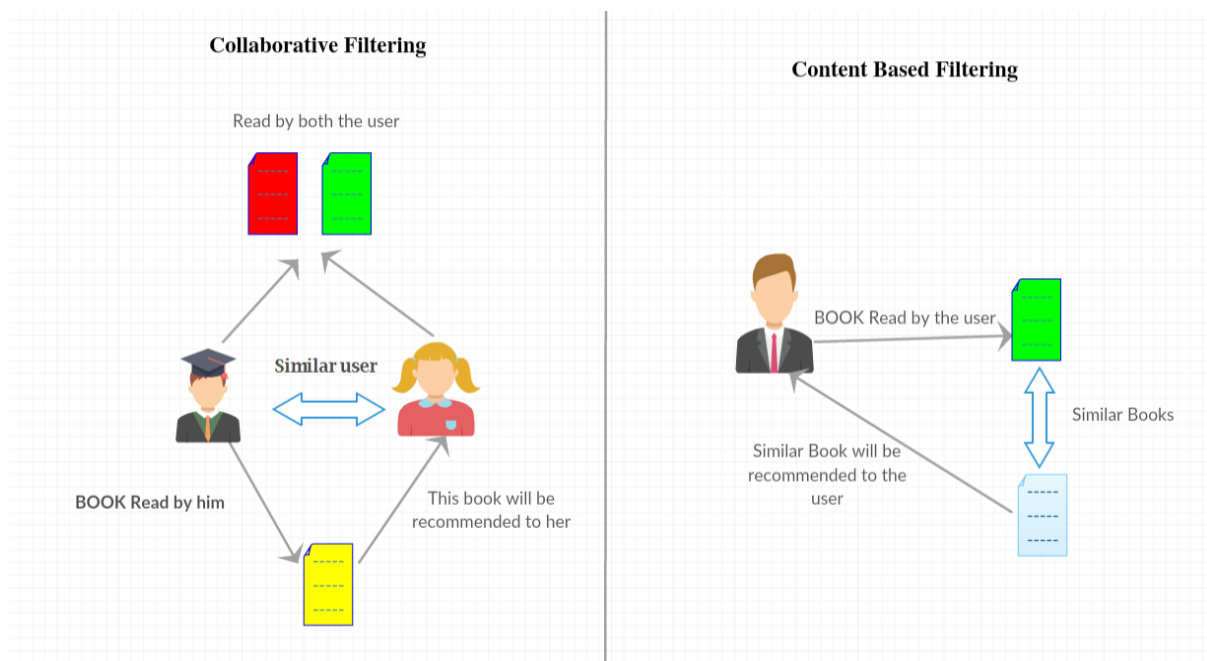 Collaborative Filtering
Read by both the user
Similar user
BOOK Read by him
This book will be
recommended to her
Content Based Filtering
BOOK Read by the user
Similar Books
Similar Book will be
recommended to the
user